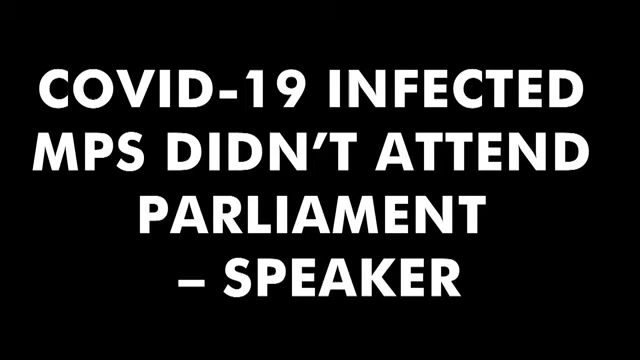 COVID-19 INFECTED
MPS DIDN’T ATTEND
PARLIAMENT
– SPEAKER